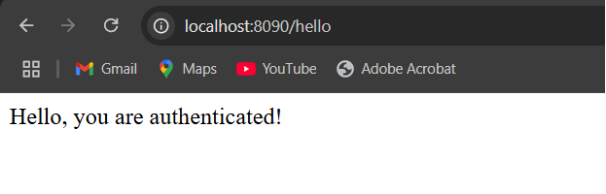 localhost:8090/hello
Gmail Maps YouTube Adobe Acrobat
Hello, you are authenticated!